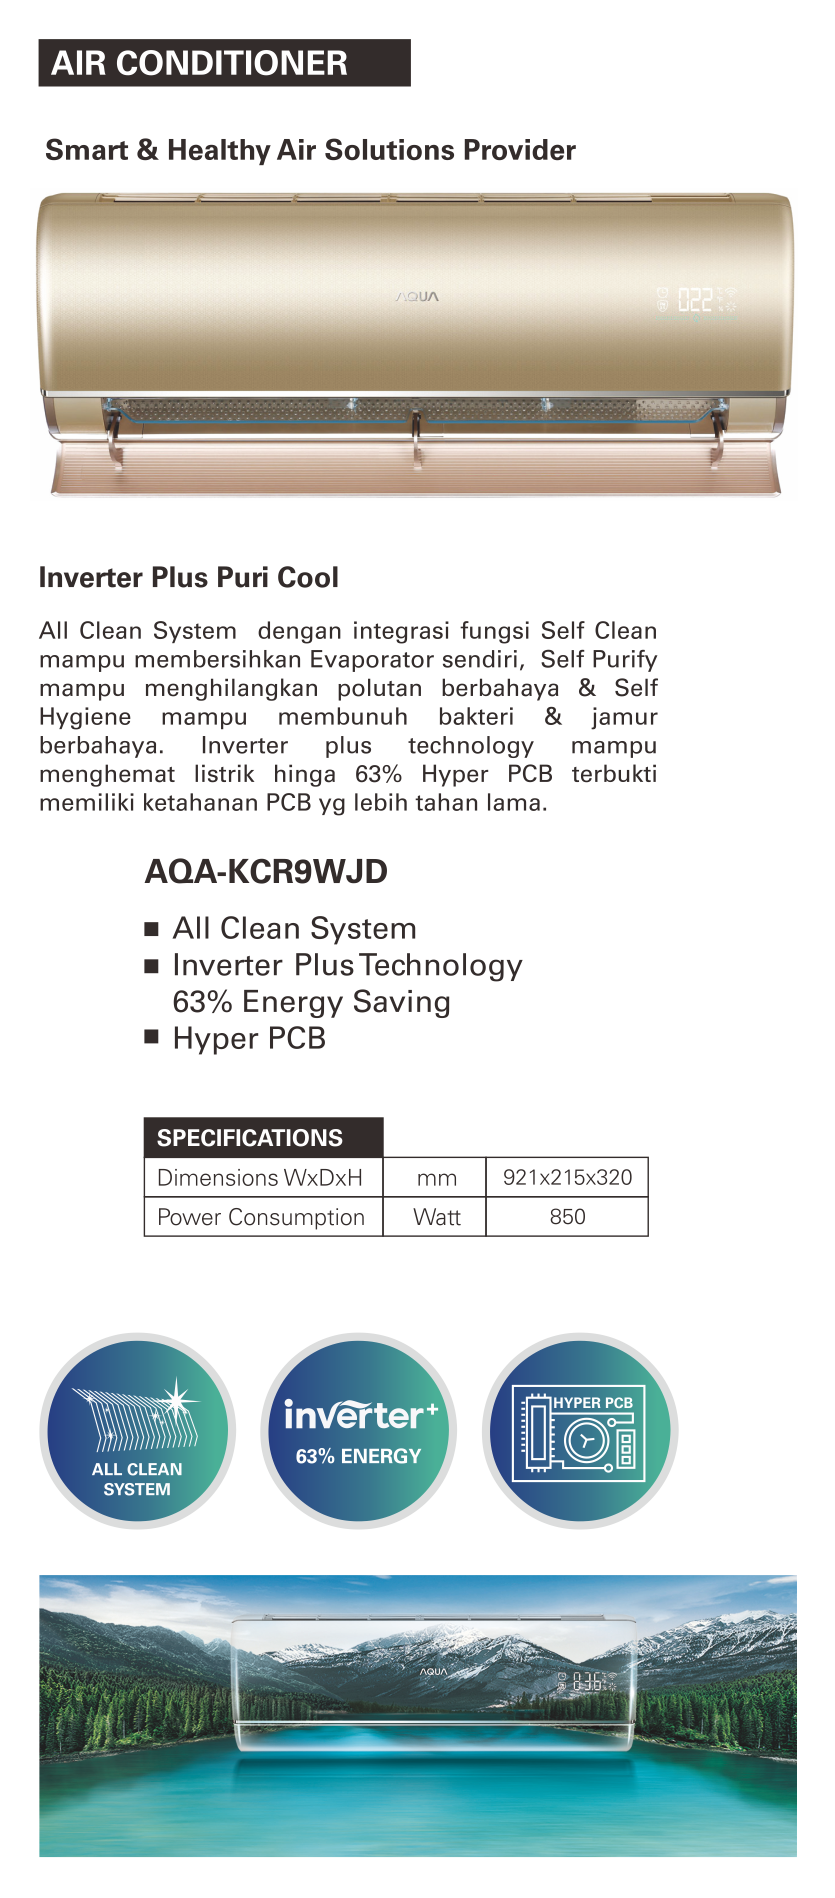 AIR CONDITIONER
Smart & Healthy Air Solutions Provider
AQUA
022
Inverter Plus Puri Cool
All Clean System dengan integrasi fungsi Self Clean
mampu membersihkan Evaporator sendiri, Self Purify
mampu menghilangkan polutan berbahaya & Self
Hygiene mampu membunuh bakteri & jamur
berbahaya. Inverter plus technology mampu
menghemat listrik hinga 63% Hyper PCB terbukti
memiliki ketahanan PCB yg lebih tahan lama.
AQA-KCR9WJD
■ All Clean System
■ Inverter Plus Technology
63% Energy Saving
■ Hyper PCB
SPECIFICATIONS
Dimensions WxDxH mm 921x215x320
Power Consumption Watt 850
ALL CLEAN
SYSTEM
inverter+
63% ENERGY
HYPER PCB
AQUA